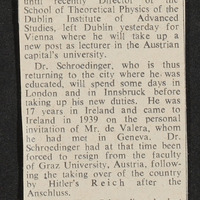 until recently Director of the
School of Theoretical Physics of the
Dublin Institute of Advanced
Studies, left Dublin yesterday for
Vienna where he will take up a
new post as lecturer in the Austrian
capital's university.
Dr. Schroedinger, who is thus
returning to the city where he was
educated, will spend some days in
London and in Innsbruck before
taking up his new duties. He was
17 years in Ireland and came to
Ireland in 1939 on the personal
invitation of Mr. de Valera, whom
he had met in Geneva. Dr.
Schroedinger had at that time been
forced to resign from the faculty
of Graz University, Austria, follow-
ing the taking over of the country
by Hitler's Reich after the
Anschluss.